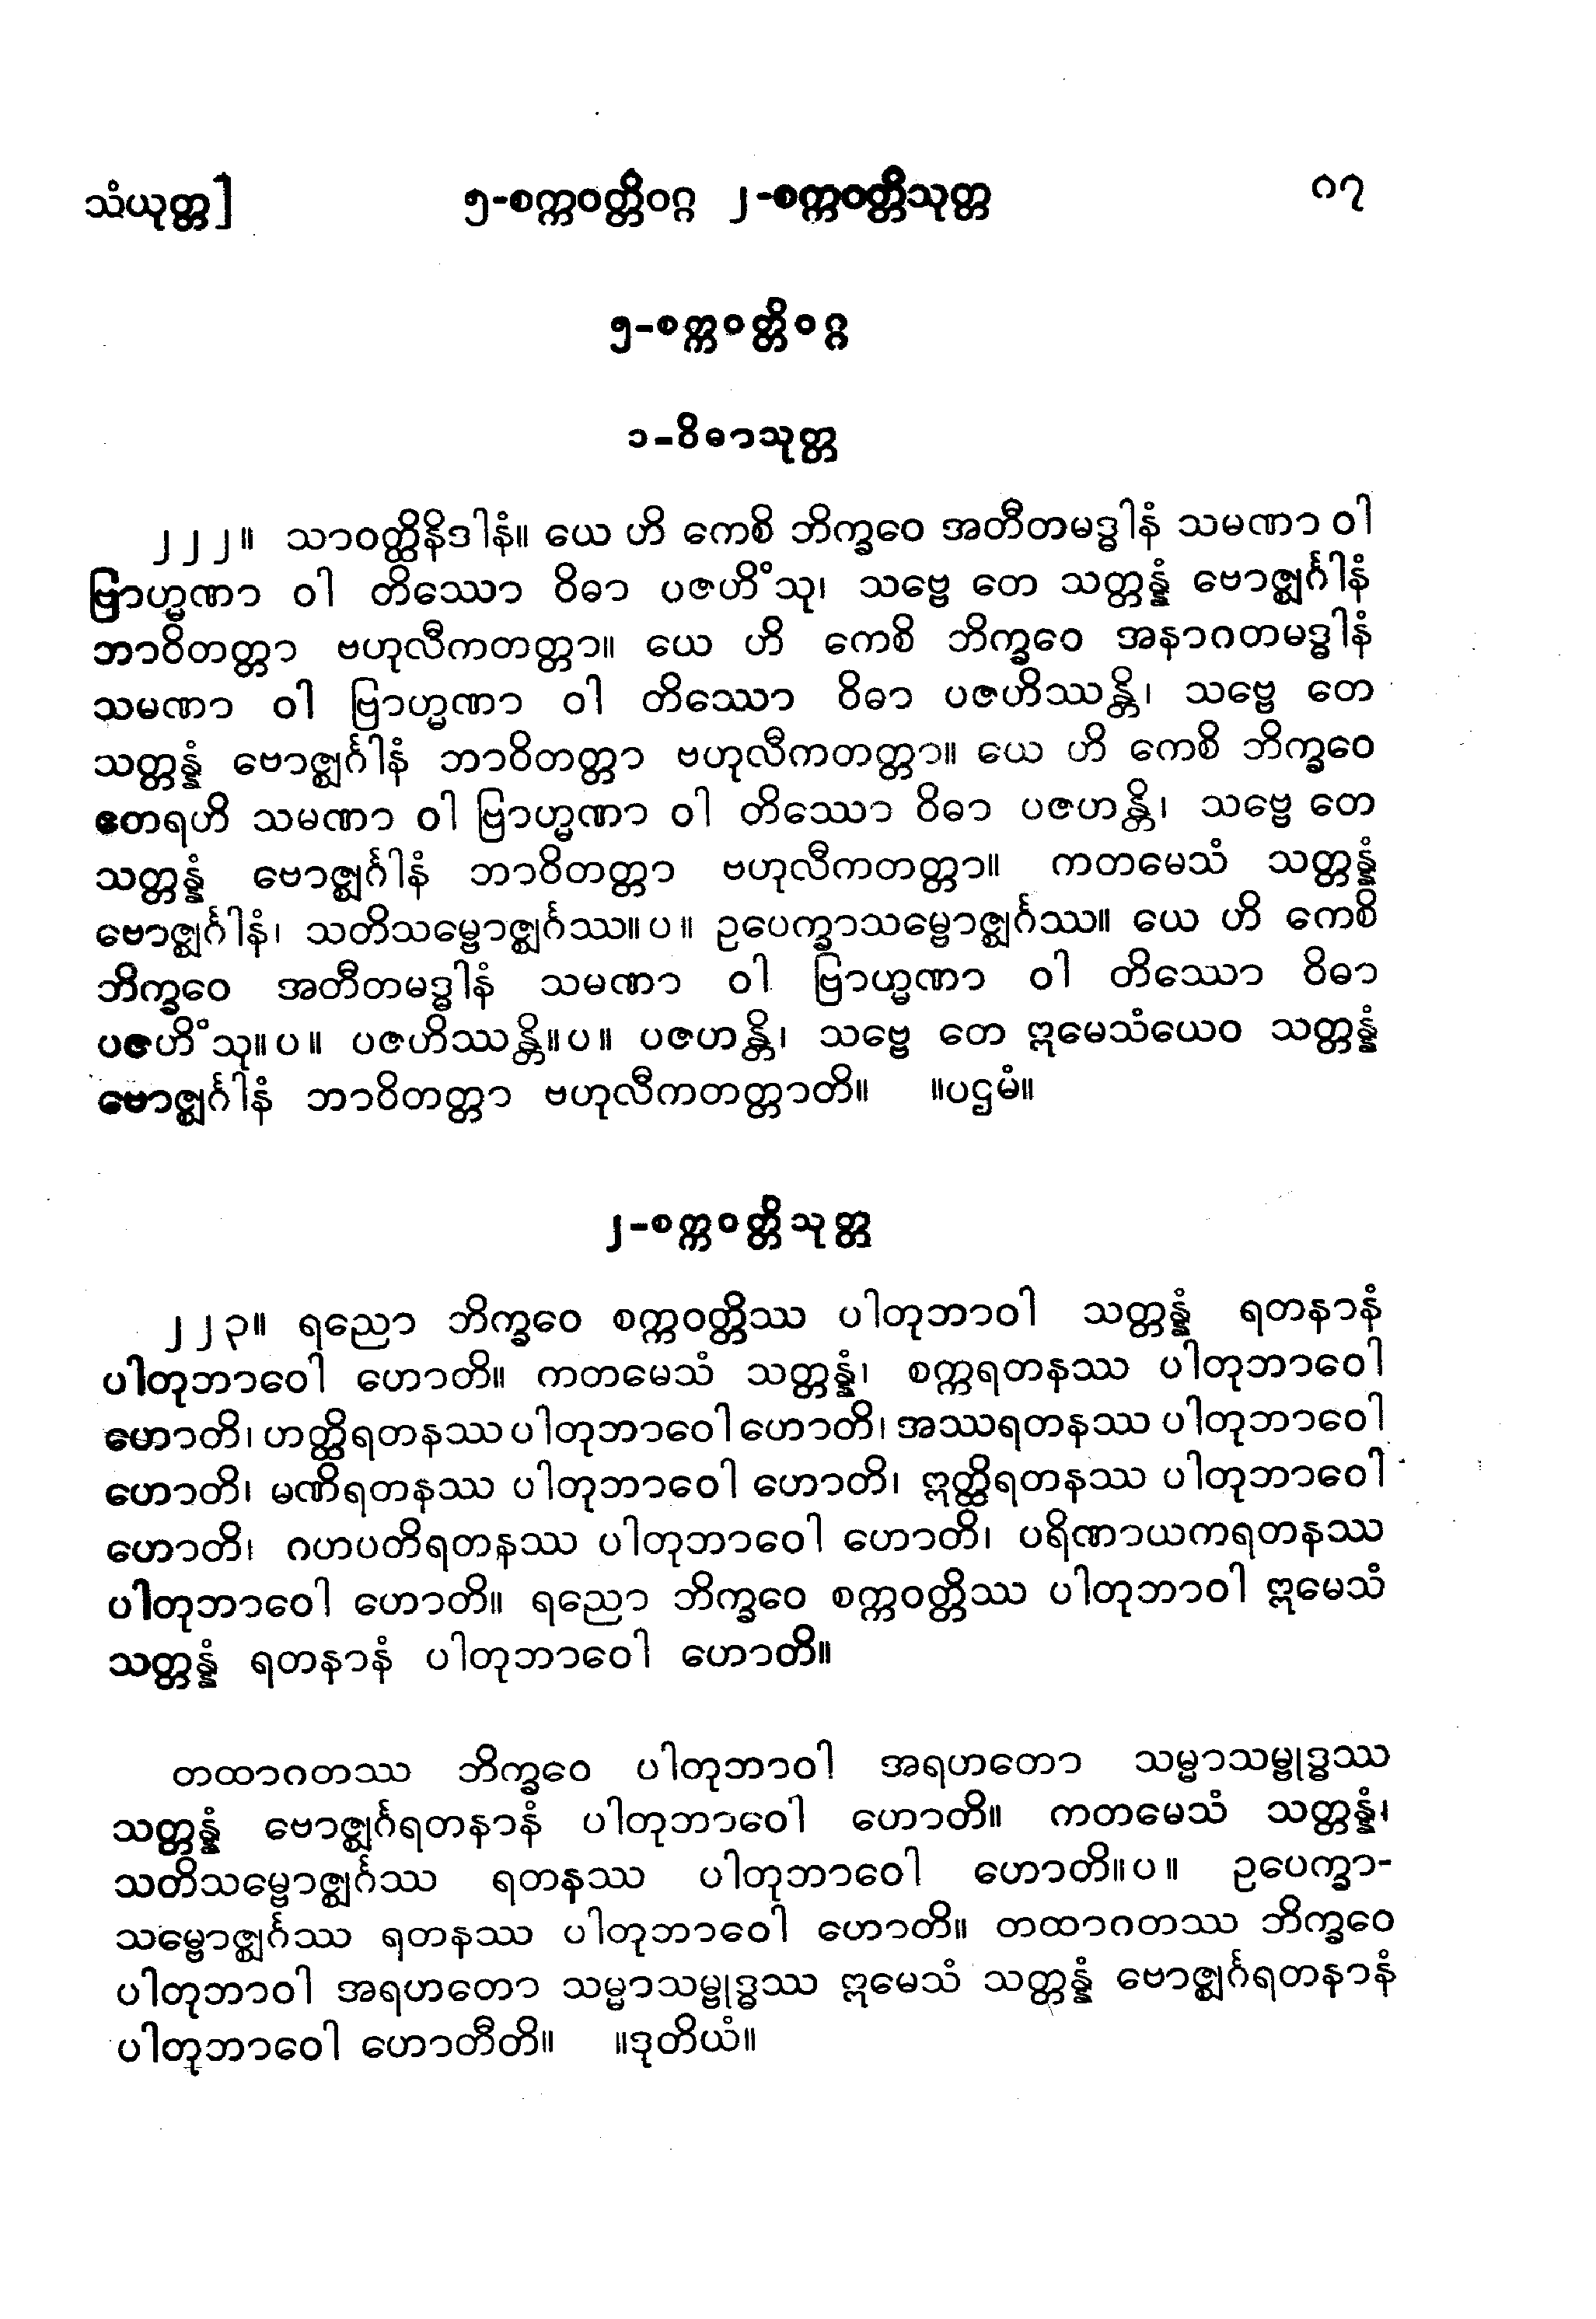 သံယုတ္တ] ၅-စက္ကဝတ္တိဝဂ္ဂ ၂-စက္ကဝတ္တိသုတ္တ ၈၇
၅-စက္ကဝတ္တိဝဂ္ဂ
၁-ဝိဓာသုတ္တ
၂၂၂။ သာဝတ္ထိနိဒါနံ။ ယေ ဟိ ကေစိ ဘိက္ခဝေ အတီတမဒ္ဓါနံ သမဏာ ဝါ
ဗြာဟ္မဏာ ဝါ တိဿော ဝိဓာ ပဇဟိံသု၊ သဗ္ဗေ တေ သတ္တန္နံ ဗောဇ္ဈင်္ဂါနံ
ဘာဝိတတ္တာ ဗဟုလီကတတ္တာ။ ယေ ဟိ ကေစိ ဘိက္ခဝေ အနာဂတမဒ္ဓါနံ
သမဏာ ဝါ ဗြာဟ္မဏာ ဝါ တိဿော ဝိဓာ ပဇဟိဿန္တိ၊ သဗ္ဗေ တေ
သတ္တန္နံ ဗောဇ္ဈင်္ဂါနံ ဘာဝိတတ္တာ ဗဟုလီကတတ္တာ။ ယေ ဟိ ကေစိ ဘိက္ခဝေ
ဧတရဟိ သမဏာ ဝါ ဗြာဟ္မဏာ ဝါ တိဿော ဝိဓာ ပဇဟန္တိ၊ သဗ္ဗေ တေ
သတ္တန္နံ ဗောဇ္ဈင်္ဂါနံ ဘာဝိတတ္တာ ဗဟုလီကတတ္တာ။ ကတမေသံ သတ္တန္နံ
ဗောဇ္ဈင်္ဂါနံ၊ သတိသမ္ဗောဇ္ဈင်္ဂဿ။ပ။ ဥပေက္ခာသမ္ဗောဇ္ဈင်္ဂဿ။ ယေ ဟိ ကေစိ
ဘိက္ခဝေ အတီတမဒ္ဓါနံ သမဏာ ဝါ ဗြာဟ္မဏာ ဝါ တိဿော ဝိဓာ
ပဇဟိံသု။ပ။ ပဇဟိဿန္တိ။ပ။ ပဇဟန္တိ၊ သဗ္ဗေ တေ ဣမေသံယေဝ သတ္တန္နံ
ဗောဇ္ဈင်္ဂါနံ ဘာဝိတတ္တာ ဗဟုလီကတတ္တာတိ။ ။ပဌမံ။
၂-စက္ကဝတ္တိသုတ္တ
၂၂၃။ ရညော ဘိက္ခဝေ စက္ကဝတ္တိဿ ပါတုဘာဝါ သတ္တန္နံ ရတနာနံ
ပါတုဘာဝေါ ဟောတိ။ ကတမေသံ သတ္တန္နံ၊ စက္ကရတနဿ ပါတုဘာဝေါ
ဟောတိ၊ ဟတ္ထိရတနဿ ပါတုဘာဝေါ ဟောတိ၊ အဿရတနဿ ပါတုဘာဝေါ
ဟောတိ၊ မဏိရတနဿ ပါတုဘာဝေါ ဟောတိ၊ ဣတ္ထိရတနဿ ပါတုဘာဝေါ
ဟောတိ၊ ဂဟပတိရတနဿ ပါတုဘာဝေါ ဟောတိ၊ ပရိဏာယကရတနဿ
ပါတုဘာဝေါ ဟောတိ။ ရညော ဘိက္ခဝေ စက္ကဝတ္တိဿ ပါတုဘာဝါ ဣမေသံ
သတ္တန္နံ ရတနာနံ ပါတုဘာဝေါ ဟောတိ။
တထာဂတဿ ဘိက္ခဝေ ပါတုဘာဝါ အရဟတော သမ္မာသမ္ဗုဒ္ဓဿ
သတ္တန္နံ ဗောဇ္ဈင်္ဂရတနာနံ ပါတုဘာဝေါ ဟောတိ။ ကတမေသံ သတ္တန္နံ၊
သတိသမ္ဗောဇ္ဈင်္ဂဿ ရတနဿ ပါတုဘာဝေါ ဟောတိ။ပ။ ဥပေက္ခာ-
သမ္ဗောဇ္ဈင်္ဂဿ ရတနဿ ပါတုဘာဝေါ ဟောတိ။ တထာဂတဿ ဘိက္ခဝေ
ပါတုဘာဝါ အရဟတော သမ္မာသမ္ဗုဒ္ဓဿ ဣမေသံ သတ္တန္နံ ဗောဇ္ဈင်္ဂရတနာနံ
ပါတုဘာဝေါ ဟောတီတိ။ ။ဒုတိယံ။